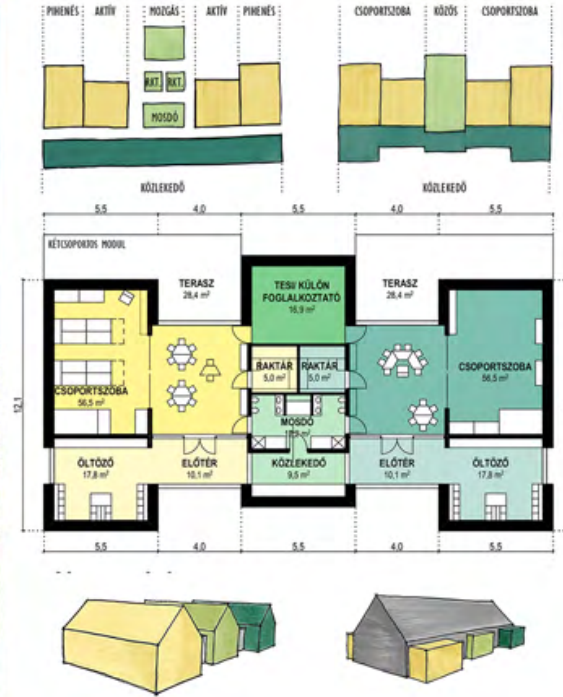 PIHENÉS AKTÍV MOZGÁS AKTÍV PIHENÉS
CSOPORTSZOBA KÖZÖS CSOPORTSZOBA
RKT. RKT.
MOSDÓ
KÖZLEKEDŐ
KÖZLEKEDŐ
5,5 4,0 5,5 4,0 5,5
KÉTCSOPORTOS MODUL
TERASZ
28,4 m²
TESI/ KÜLÖN
FOGLALKOZTATÓ
16,9 m²
TERASZ
28,4 m²
RAKTÁR
5,0 m²
RAKTÁR
5,0 m²
CSOPORTSZOBA
56,5 m²
CSOPORTSZOBA
56,5 m²
12,1
MOSDÓ
ÖLTÖZŐ
17,8 m²
ELŐTÉR
10,1 m²
KÖZLEKEDŐ
9,5 m²
ELŐTÉR
10,1 m²
ÖLTÖZŐ
17,8 m²
5,5 4,0 5,5 4,0 5,5